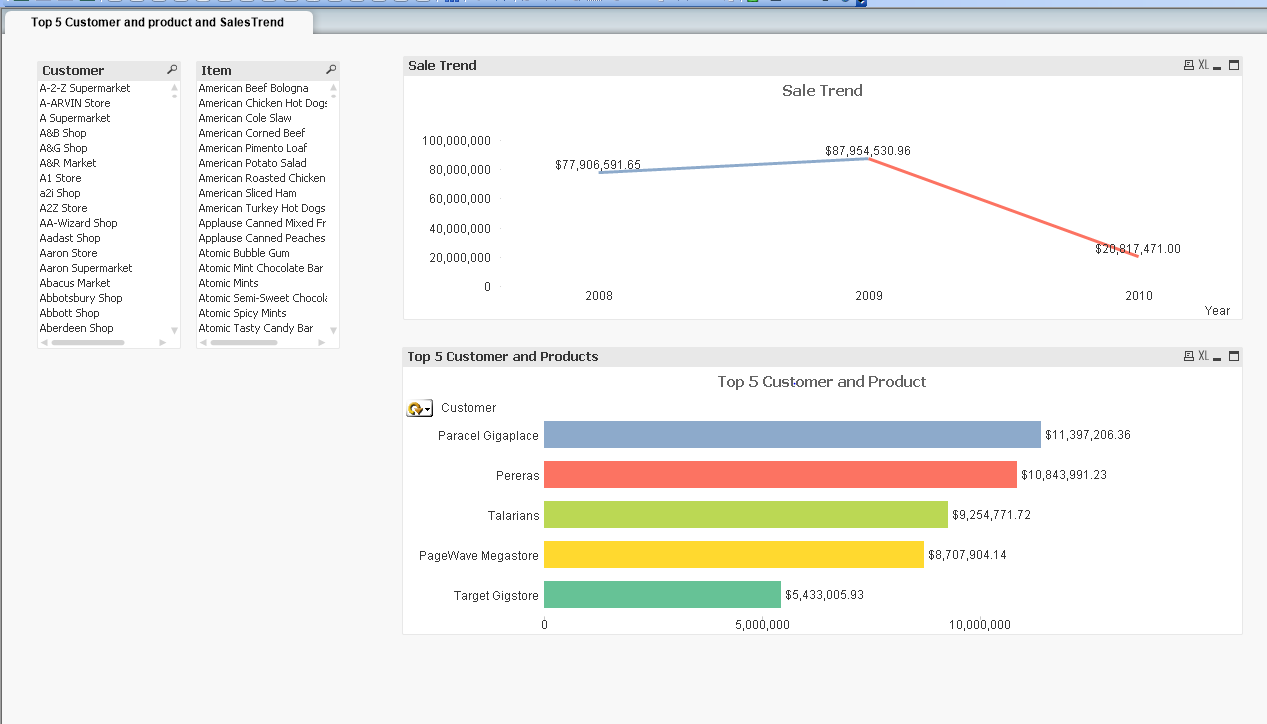 Top 5 Customer and product and SalesTrend
Customer
A-2-Z Supermarket
A-ARVIN Store
A Supermarket
A&B Shop
A&G Shop
A&R Market
A1 Store
a2i Shop
A2Z Store
AA-Wizard Shop
Aadast Shop
Aaron Store
Aaron Supermarket
Abacus Market
Abbotsbury Shop
Abbott Shop
Aberdeen Shop
Item
American Beef Bologna
American Chicken Hot Dogs
American Cole Slaw
American Corned Beef
American Pimento Loaf
American Potato Salad
American Roasted Chicken
American Sliced Ham
American Turkey Hot Dogs
Applause Canned Mixed Fr
Applause Canned Peaches
Atomic Bubble Gum
Atomic Mint Chocolate Bar
Atomic Mints
Atomic Semi-Sweet Chocola
Atomic Spicy Mints
Atomic Tasty Candy Bar
Sale Trend
XL
Sale Trend
100,000,000
80,000,000
60,000,000
40,000,000
20,000,000
0
$77,906,591.65
$87,954,530.96
$20,817,471.00
2008
2009
2010
Year
Top 5 Customer and Products
XL
Top 5 Customer and Product
Customer
Paracel Gigaplace $11,397,206.36
Pereras $10,843,991.23
Talarians $9,254,771.72
PageWave Megastore $8,707,904.14
Target Gigstore $5,433,005.93
0 5,000,000 10,000,000